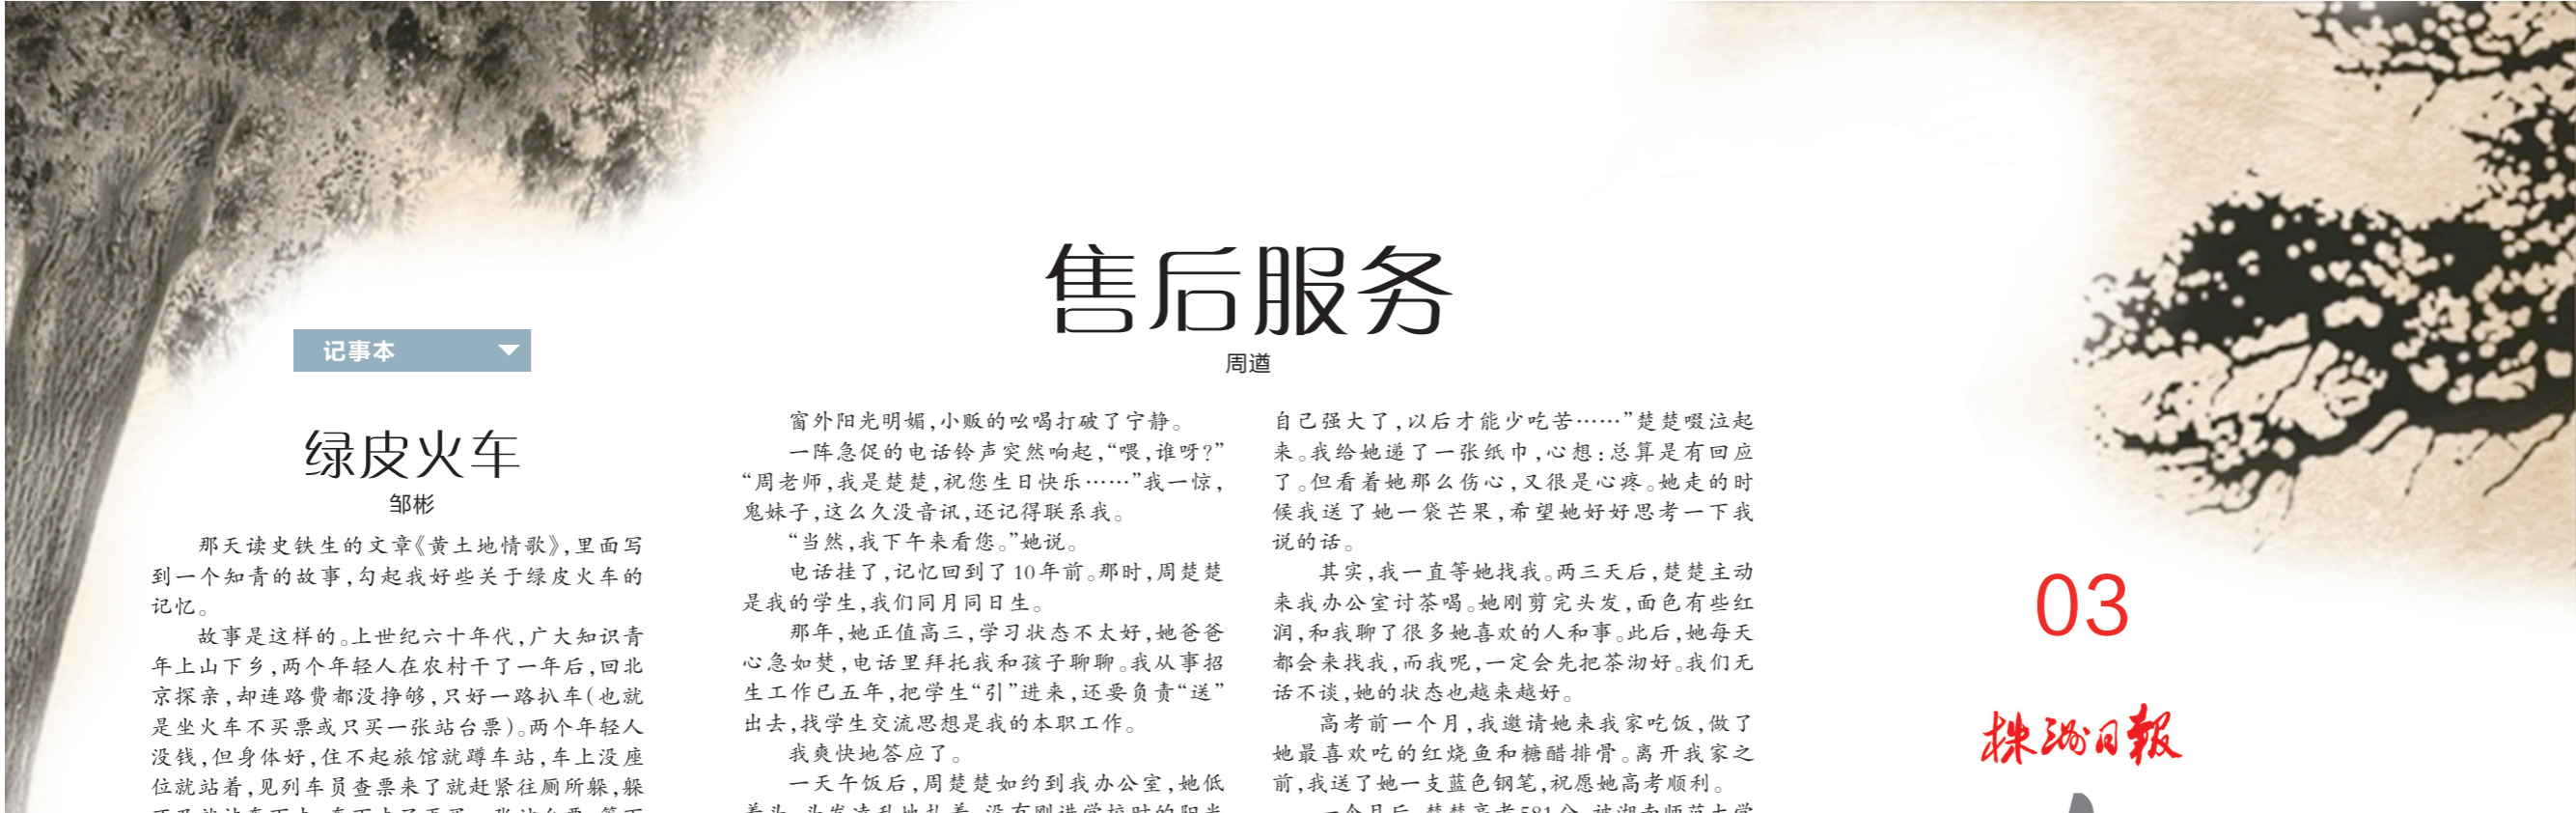 记事本
绿皮火车
邹彬
那天读史铁生的文章《黄土地情歌》,里面写
到一个知青的故事,勾起我好些关于绿皮火车的
记忆。
故事是这样的。上世纪六十年代,广大知识青
年上山下乡,两个年轻人在农村干了一年后,回北
京探亲,却连路费都没挣够,只好一路扒车(也就
是坐火车不买票或只买一张站台票)。两个年轻人
没钱,但身体好,住不起旅馆就蹲车站,车上没座
位就站着,见列车员查票来了就赶紧往厕所躲,躲
售后服务
周遒
窗外阳光明媚,小贩的吆喝打破了宁静。
一阵急促的电话铃声突然响起,“喂,谁呀?”
“周老师,我是楚楚,祝您生日快乐……”我一惊,
鬼妹子,这么久没音讯,还记得联系我。
“当然,我下午来看您。”她说。
电话挂了,记忆回到了10年前。那时,周楚楚
是我的学生,我们同月同日生。
那年,她正值高三,学习状态不太好,她爸爸
心急如焚,电话里拜托我和孩子聊聊。我从事招
生工作已五年,把学生“引”进来,还要负责“送”
出去,找学生交流思想是我的本职工作。
我爽快地答应了。
一天午饭后,周楚楚如约到我办公室,她低
自己强大了,以后才能少吃苦……”楚楚啜泣起
来。我给她递了一张纸巾,心想:总算是有回应
了。但看着她那么伤心,又很是心疼。她走的时
候我送了她一袋芒果,希望她好好思考一下我
说的话。
其实,我一直等她找我。两三天后,楚楚主动
来我办公室讨茶喝。她刚剪完头发,面色有些红
润,和我聊了很多她喜欢的人和事。此后,她每天
都会来找我,而我呢,一定会先把茶沏好。我们无
话不谈,她的状态也越来越好。
高考前一个月,我邀请她来我家吃饭,做了
她最喜欢吃的红烧鱼和糖醋排骨。离开我家之
前,我送了她一支蓝色钢笔,祝愿她高考顺利。
03
株洲日报